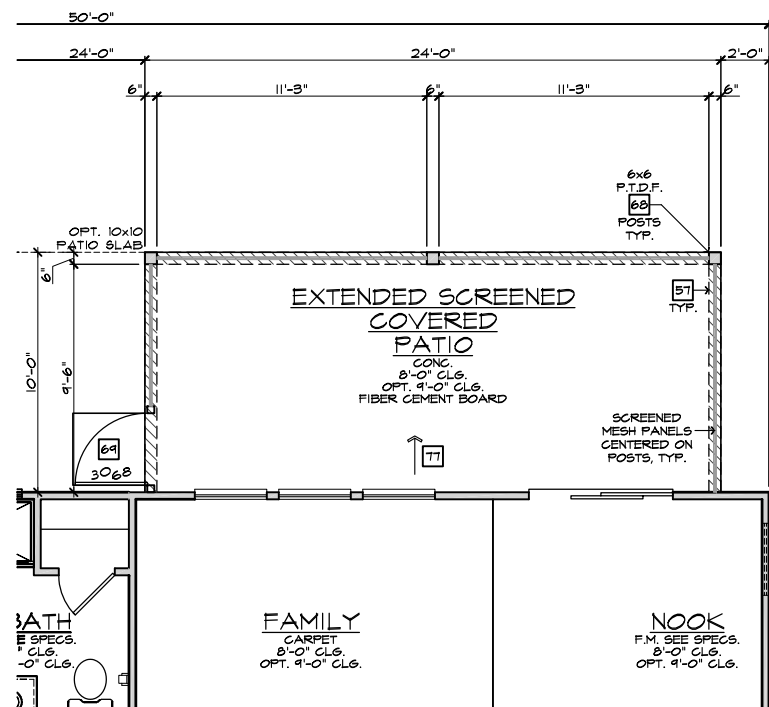 50'-0"
24'-0" 24'-0" 2'-0"
6" 11'-3" 6" 11'-3" 6"
6x6
P.T.D.F.
68
POSTS
TYP.
OPT. 10x10
PATIO SLAB
6"
10'-0"
9'-6"
EXTENDED SCREENED
COVERED
PATIO
CONC.
8'-0" CLG.
OPT. 9'-0" CLG.
FIBER CEMENT BOARD
57
TYP.
SCREENED
MESH PANELS
CENTERED ON
POSTS, TYP.
69
3068
77
BATH
E SPECS.
" CLG.
-0" CLG.
FAMILY
CARPET
8'-0" CLG.
OPT. 9'-0" CLG.
NOOK
F.M. SEE SPECS.
8'-0" CLG.
OPT. 9'-0" CLG.